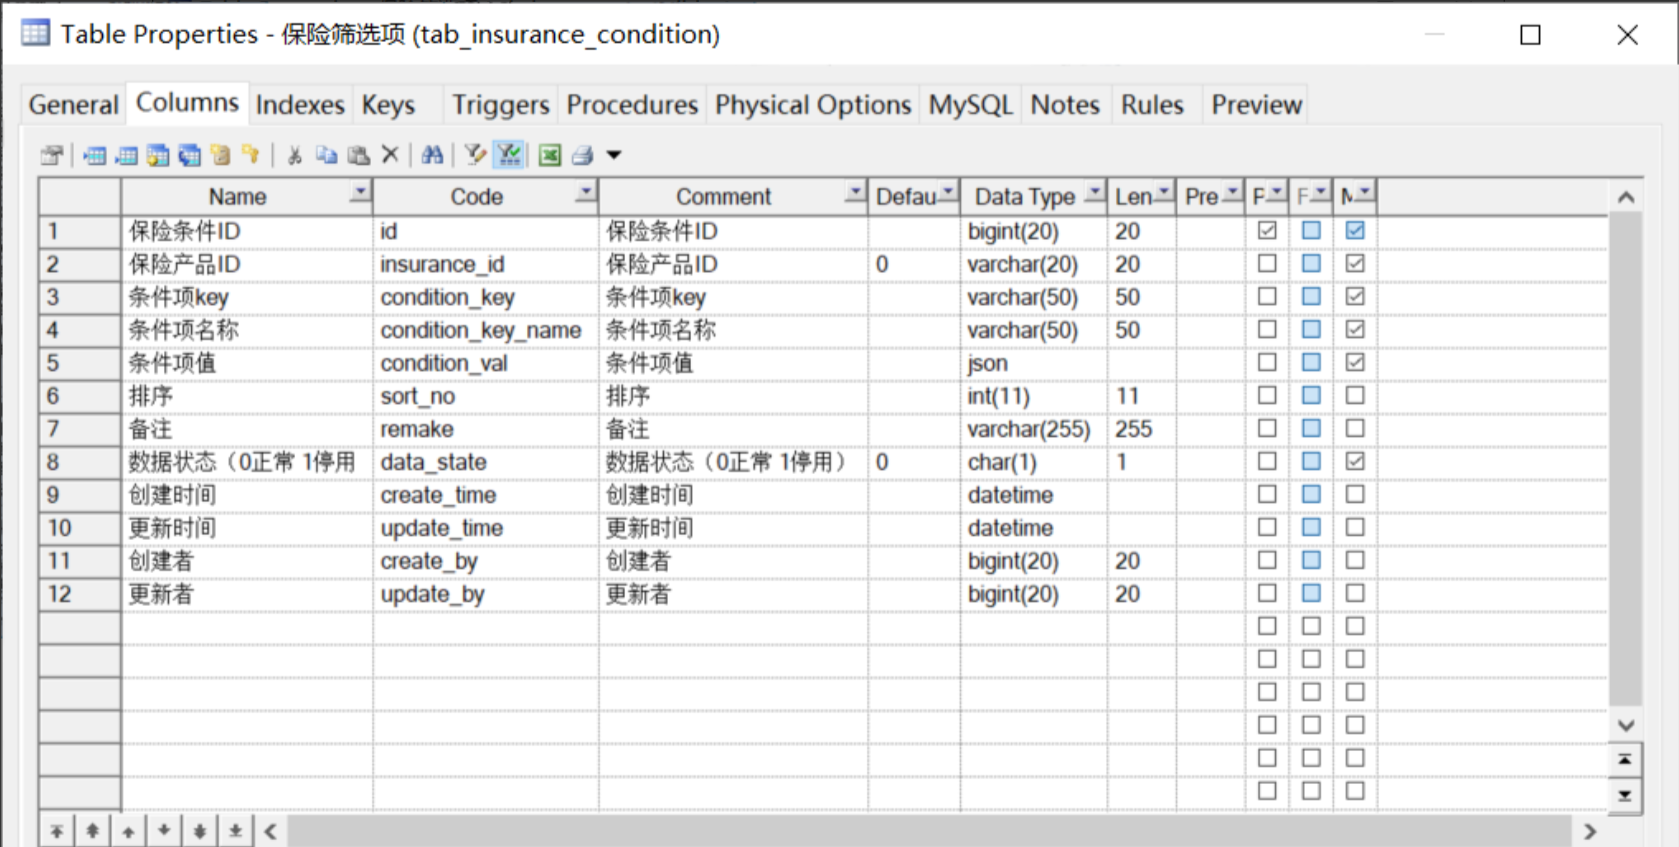 Table Properties - 保险筛选项 (tab_insurance_condition)
General Columns Indexes Keys Triggers Procedures Physical Options MySQL Notes Rules Preview
Name Code Comment Defau Data Type Len Pre P F M
1 保险条件ID id 保险条件ID bigint(20) 20
2 保险产品ID insurance_id 保险产品ID 0 varchar(20) 20
3 条件项key condition_key 条件项key varchar(50) 50
4 条件项名称 condition_key_name 条件项名称 varchar(50) 50
5 条件项值 condition_val 条件项值 json
6 排序 sort_no 排序 int(11) 11
7 备注 remake 备注 varchar(255) 255
8 数据状态（0正常 1停用 data_state 数据状态（0正常 1停用） 0 char(1) 1
9 创建时间 create_time 创建时间 datetime
10 更新时间 update_time 更新时间 datetime
11 创建者 create_by 创建者 bigint(20) 20
12 更新者 update_by 更新者 bigint(20) 20